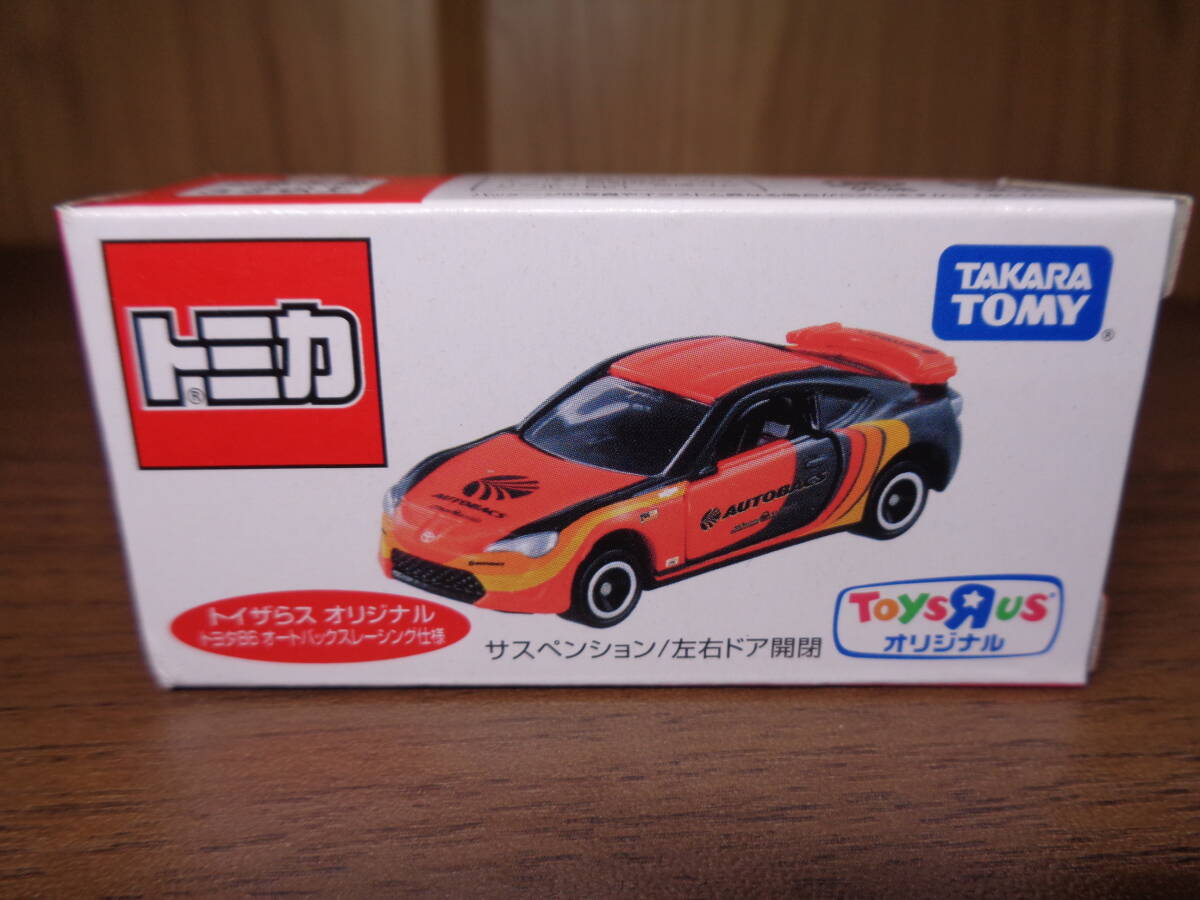 トミカ
®
TAKARA
TOMY
®
AUTOBACS
AUTOBACS
トイザらス オリジナル
トヨタ86 オートバックスレーシング仕様
サスペンション/左右ドア開閉
TOYSЯUS
オリジナル